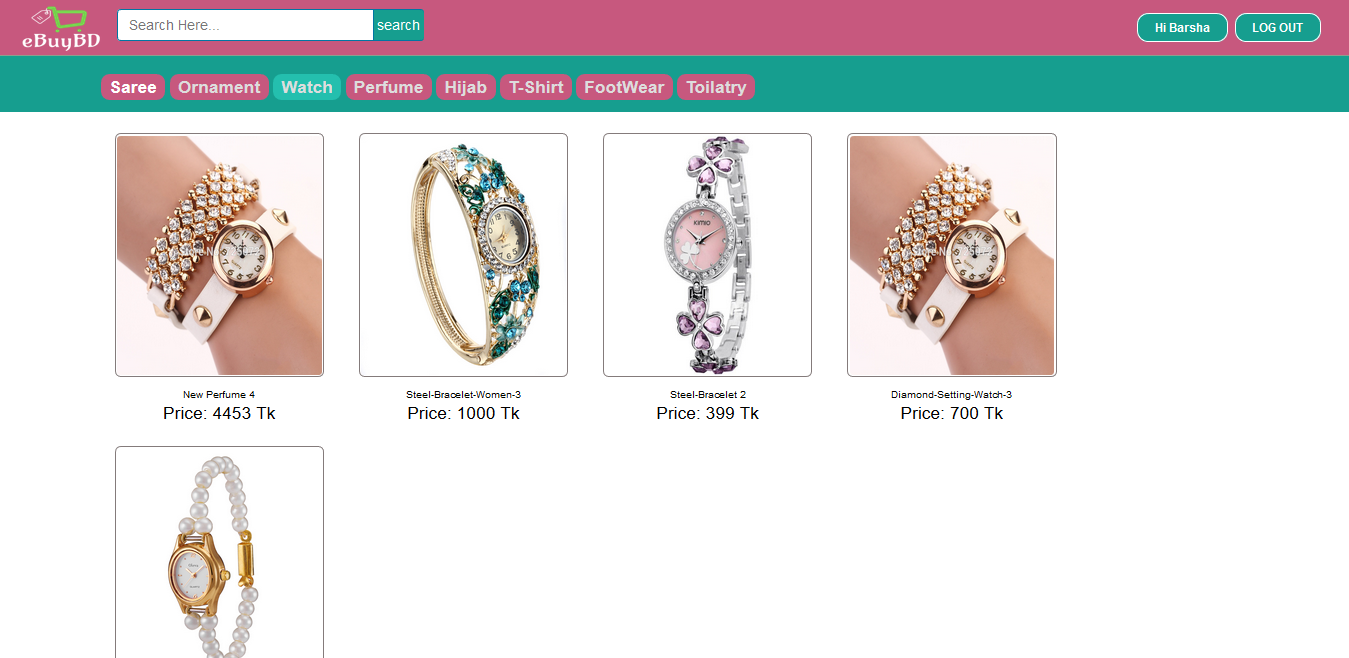 eBuyBD
Search Here...
search
Hi Barsha
LOG OUT
Saree
Ornament
Watch
Perfume
Hijab
T-Shirt
FootWear
Toilatry
KIMIO
New Perfume 4
Price: 4453 Tk
Steel-Bracelet-Women-3
Price: 1000 Tk
Steel-Bracelet 2
Price: 399 Tk
Diamond-Setting-Watch-3
Price: 700 Tk